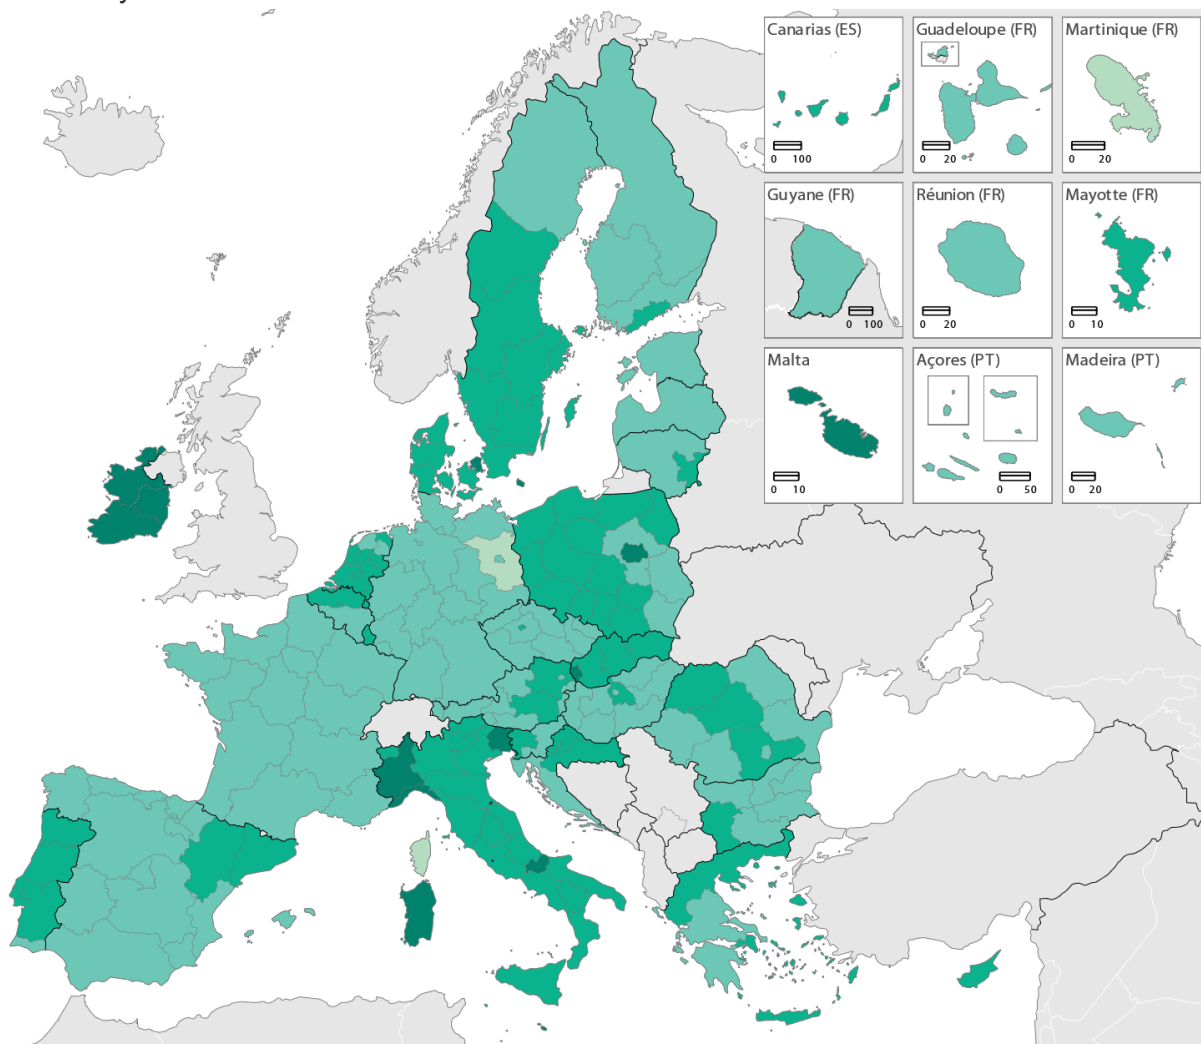 Canarias (ES)
0 100
Guadeloupe (FR)
0 20
Martinique (FR)
0 20
Guyane (FR)
0 100
Réunion (FR)
0 20
Mayotte (FR)
0 10
Malta
0 10
Açores (PT)
0 50
Madeira (PT)
0 20